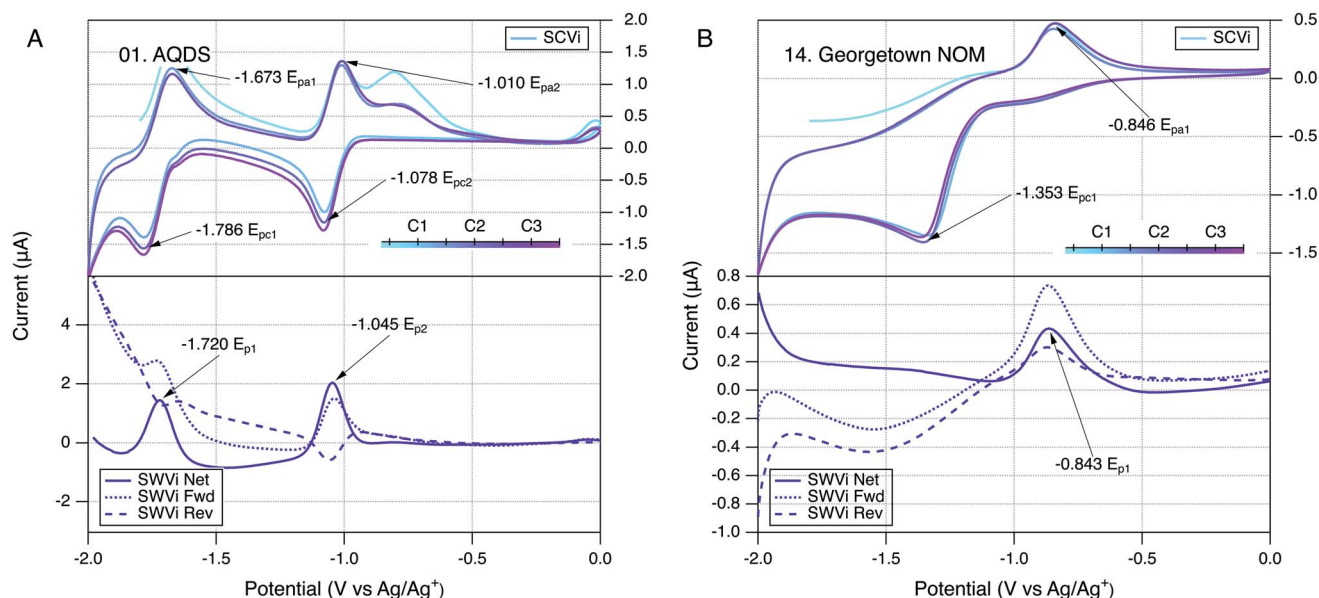 A
01. AQDS
SCVi
2.0
1.5
1.0
0.5
0.0
-0.5
-1.0
-1.5
-2.0
-1.673 Epa1
-1.010 Epa2
-1.078 Epc2
-1.786 Epc1
C1 C2 C3
Current (µA)
4
2
0
-2
-1.720 Ep1
-1.045 Ep2
SWVi Net
SWVi Fwd
SWVi Rev
-2.0 -1.5 -1.0 -0.5 0.0
Potential (V vs Ag/Ag+)
B
14. Georgetown NOM
SCVi
0.5
0.0
-0.5
-1.0
-1.5
-0.846 Epa1
-1.353 Epc1
C1 C2 C3
Current (µA)
0.8
0.6
0.4
0.2
0.0
-0.2
-0.4
-0.6
-0.8
-1.0
-0.843 Ep1
SWVi Net
SWVi Fwd
SWVi Rev
-2.0 -1.5 -1.0 -0.5 0.0
Potential (V vs Ag/Ag+)